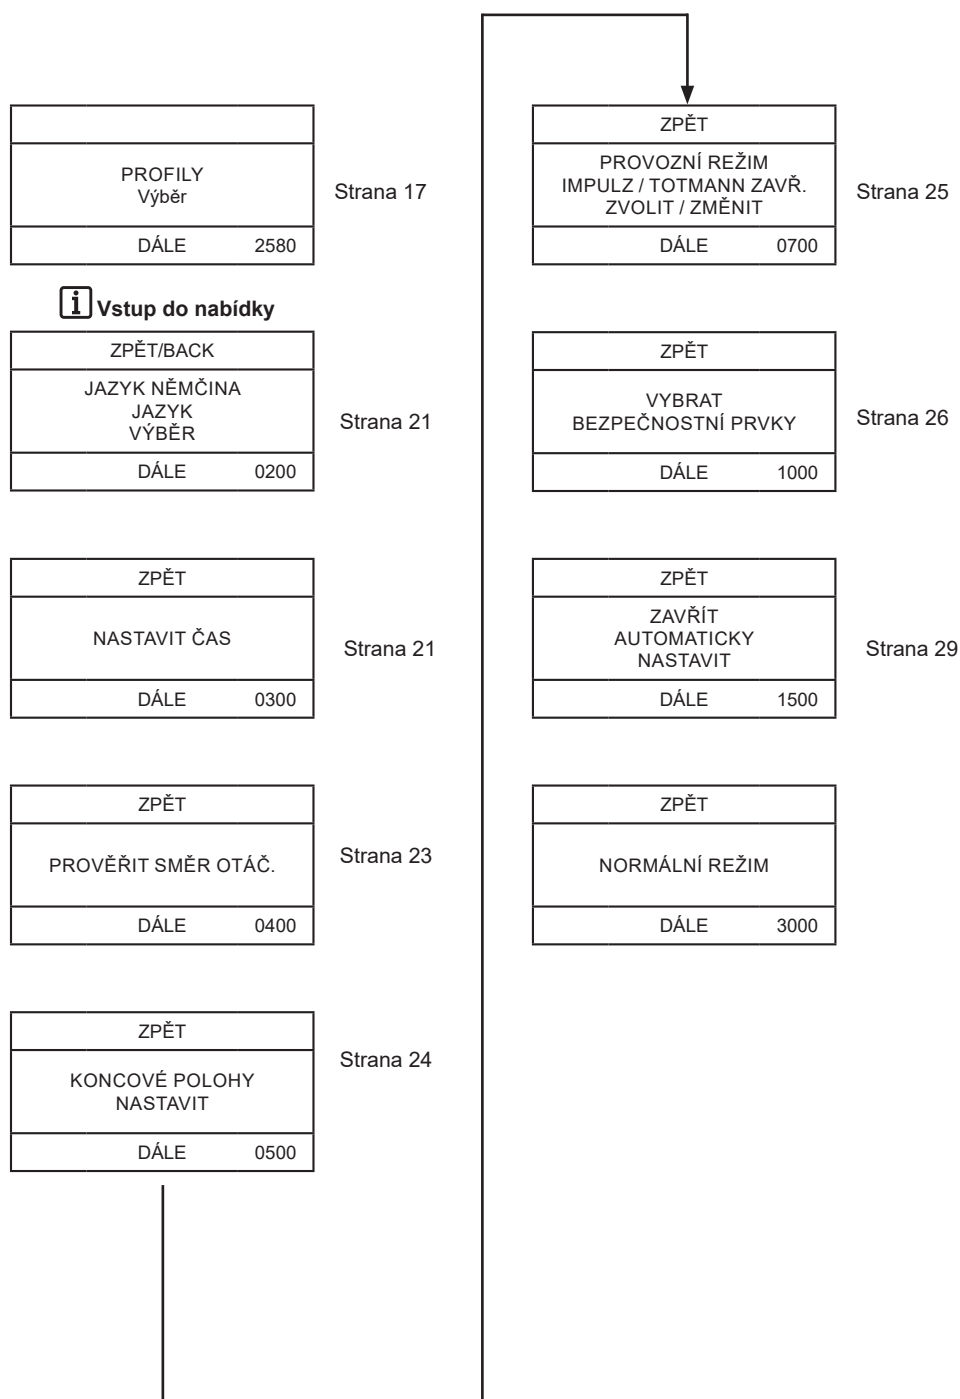 PROFILY
Výběr
Strana 17
DÁLE 2580
i Vstup do nabídky
ZPĚT/BACK
JAZYK NĚMČINA
JAZYK
VÝBĚR
Strana 21
DÁLE 0200
ZPĚT
NASTAVIT ČAS
Strana 21
DÁLE 0300
ZPĚT
PROVĚŘIT SMĚR OTÁČ.
Strana 23
DÁLE 0400
ZPĚT
KONCOVÉ POLOHY
NASTAVIT
Strana 24
DÁLE 0500
ZPĚT
PROVOZNÍ REŽIM
IMPULZ / TOTMANN ZAVŘ.
ZVOLIT / ZMĚNIT
Strana 25
DÁLE 0700
ZPĚT
VYBRAT
BEZPEČNOSTNÍ PRVKY
Strana 26
DÁLE 1000
ZPĚT
ZAVŘÍT
AUTOMATICKY
NASTAVIT
Strana 29
DÁLE 1500
ZPĚT
NORMÁLNÍ REŽIM
DÁLE 3000